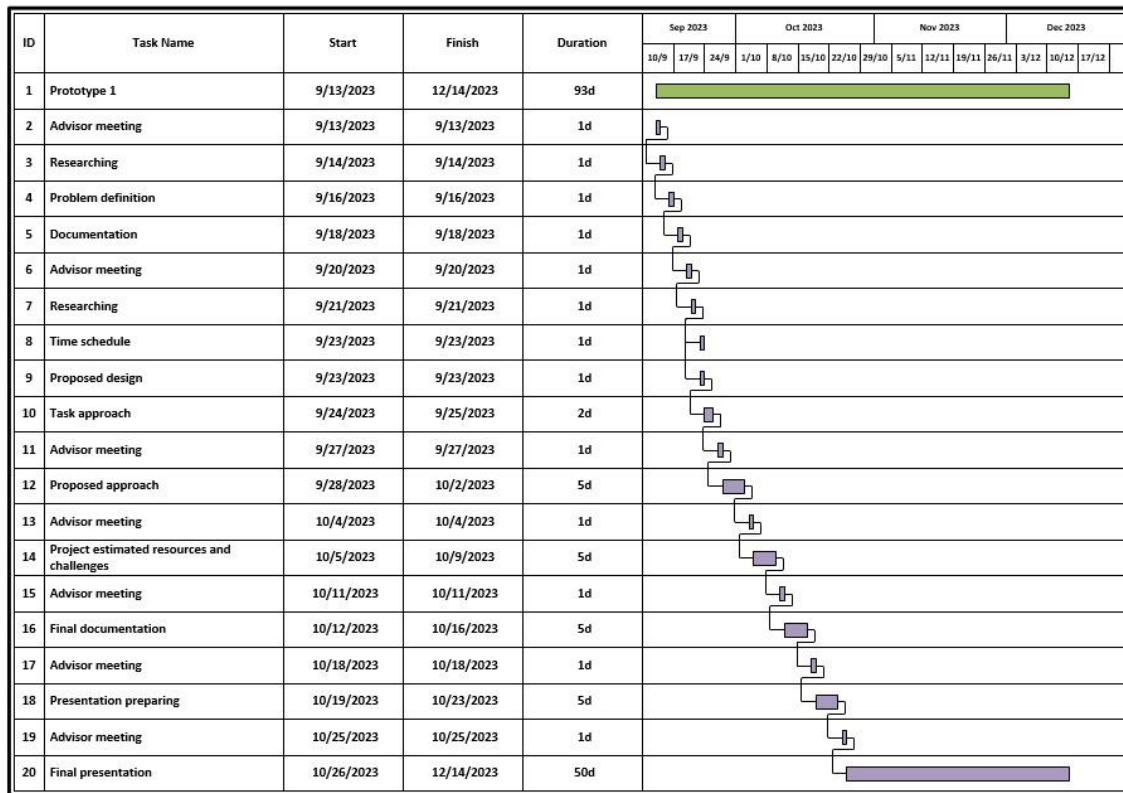 ID Task Name Start Finish Duration Sep 2023 Oct 2023 Nov 2023 Dec 2023
10/9 17/9 24/9 1/10 8/10 15/10 22/10 29/10 5/11 12/11 19/11 26/11 3/12 10/12 17/12
1 Prototype 1 9/13/2023 12/14/2023 93d
2 Advisor meeting 9/13/2023 9/13/2023 1d
3 Researching 9/14/2023 9/14/2023 1d
4 Problem definition 9/16/2023 9/16/2023 1d
5 Documentation 9/18/2023 9/18/2023 1d
6 Advisor meeting 9/20/2023 9/20/2023 1d
7 Researching 9/21/2023 9/21/2023 1d
8 Time schedule 9/23/2023 9/23/2023 1d
9 Proposed design 9/23/2023 9/23/2023 1d
10 Task approach 9/24/2023 9/25/2023 2d
11 Advisor meeting 9/27/2023 9/27/2023 1d
12 Proposed approach 9/28/2023 10/2/2023 5d
13 Advisor meeting 10/4/2023 10/4/2023 1d
14 Project estimated resources and
challenges 10/5/2023 10/9/2023 5d
15 Advisor meeting 10/11/2023 10/11/2023 1d
16 Final documentation 10/12/2023 10/16/2023 5d
17 Advisor meeting 10/18/2023 10/18/2023 1d
18 Presentation preparing 10/19/2023 10/23/2023 5d
19 Advisor meeting 10/25/2023 10/25/2023 1d
20 Final presentation 10/26/2023 12/14/2023 50d